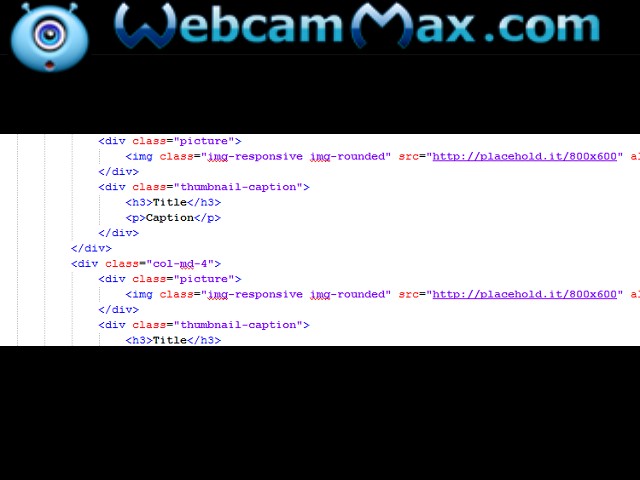 WebcamMax.com
<div class="picture">
<img class="img-responsive img-rounded" src="http://placehold.it/800x600" al
</div>
<div class="thumbnail-caption">
<h3>Title</h3>
<p>Caption</p>
</div>
</div>
<div class="col-md-4">
<div class="picture">
<img class="img-responsive img-rounded" src="http://placehold.it/800x600" al
</div>
<div class="thumbnail-caption">
<h3>Title</h3>